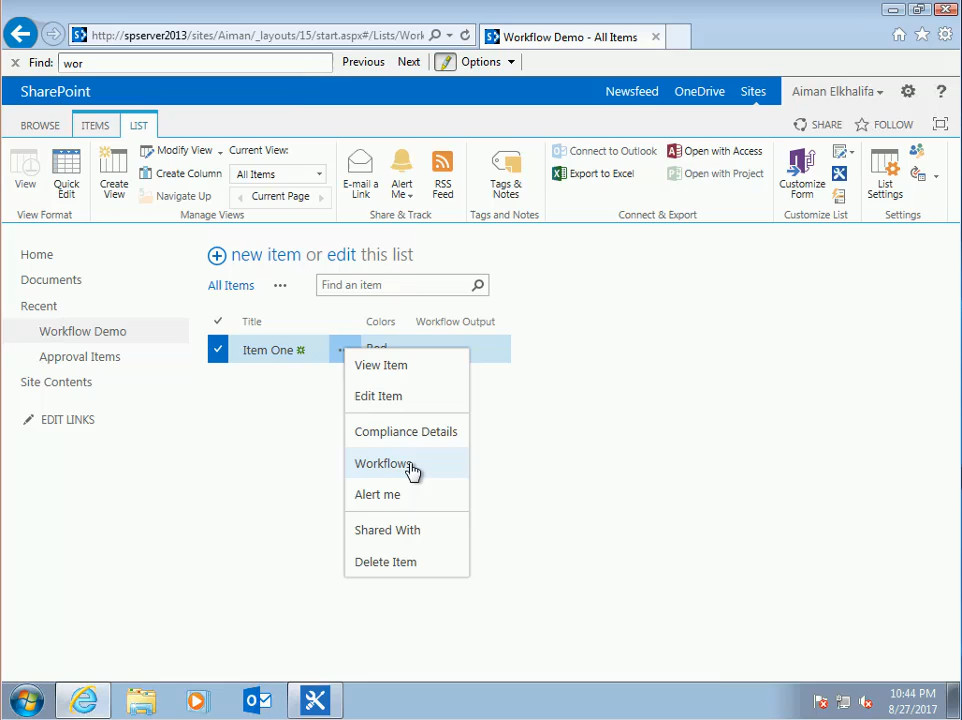 http://spserver2013/sites/Aiman/_layouts/15/start.aspx#/Lists/Work
Workflow Demo - All Items
Find: wor Previous Next Options
SharePoint
Newsfeed OneDrive Sites Aiman Elkhalifa ?
BROWSE ITEMS LIST SHARE FOLLOW
View
Quick Edit
Create View
Modify View
Create Column
Navigate Up
Current View:
All Items
Current Page
E-mail a Link
Alert Me
RSS Feed
Tags & Notes
Connect to Outlook
Export to Excel
Open with Access
Open with Project
Customize Form
List Settings
View Format Manage Views Share & Track Tags and Notes Connect & Export Customize List Settings
Home
Documents
Recent
Workflow Demo
Approval Items
Site Contents
EDIT LINKS
new item or edit this list
All Items ... Find an item
Title Colors Workflow Output
Item One ... Red
View Item
Edit Item
Compliance Details
Workflows
Alert me
Shared With
Delete Item
10:44 PM
8/27/2017